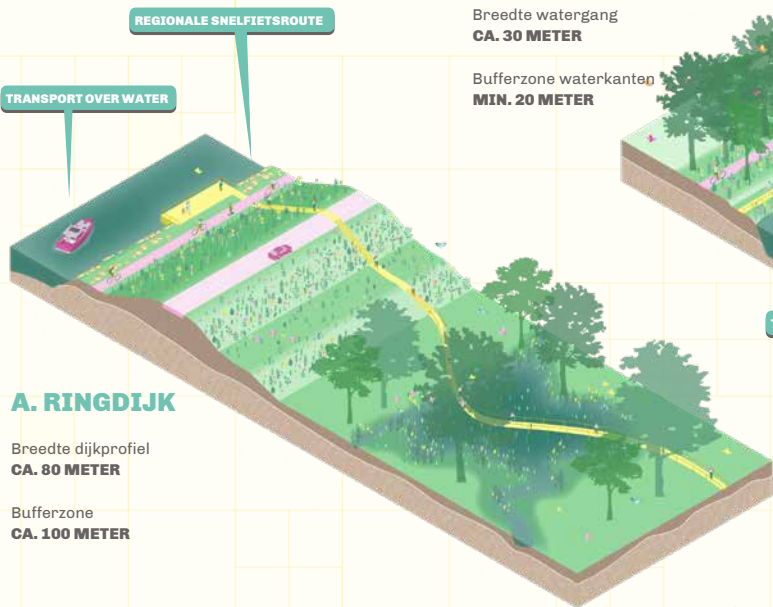 REGIONALE SNELFIETSROUTE
TRANSPORT OVER WATER
Breedte watergang
CA. 30 METER
Bufferzone waterkanten
MIN. 20 METER
A. RINGDIJK
Breedte dijkprofiel
CA. 80 METER
Bufferzone
CA. 100 METER